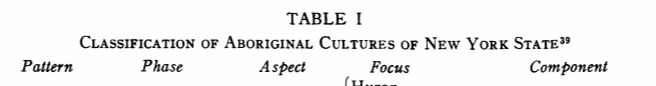 TABLE I
CLASSIFICATION OF ABORIGINAL CULTURES OF NEW YORK STATE³⁹
Pattern Phase Aspect Focus Component